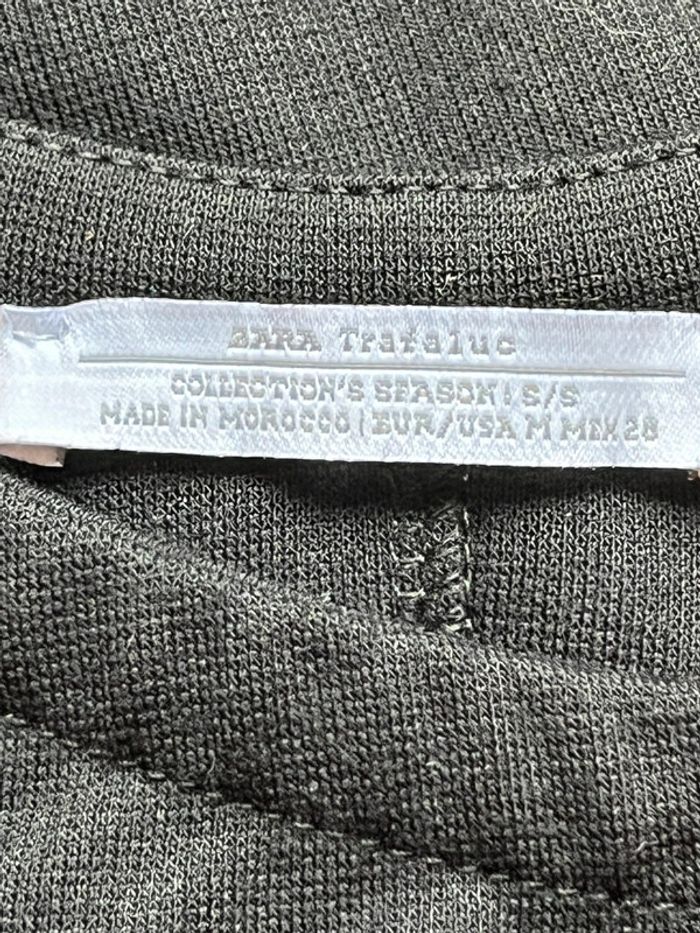 ZARA Trafaluc
COLLECTION'S SEASON | S/S
MADE IN MOROCCO | EUR/USA M MEX 28